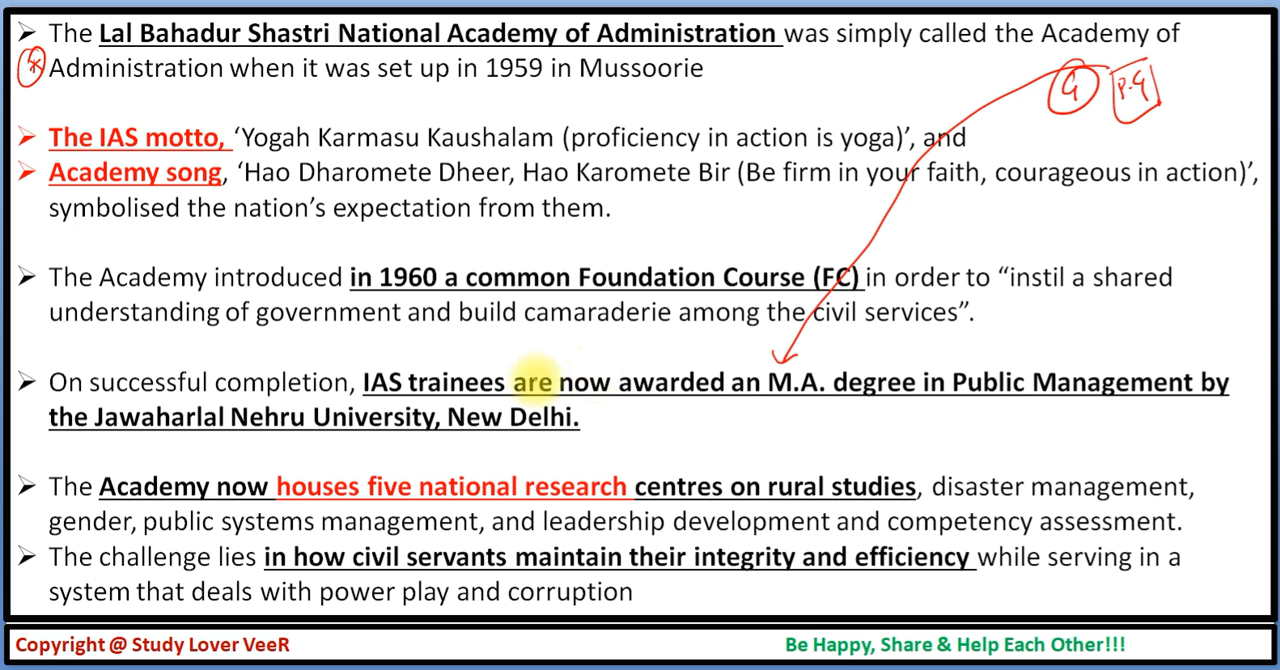 ➢ The Lal Bahadur Shastri National Academy of Administration was simply called the Academy of
Administration when it was set up in 1959 in Mussoorie
G P.G
➢ The IAS motto, ‘Yogah Karmasu Kaushalam (proficiency in action is yoga)’, and
➢ Academy song, ‘Hao Dharomete Dheer, Hao Karomete Bir (Be firm in your faith, courageous in action)’,
symbolised the nation’s expectation from them.
➢ The Academy introduced in 1960 a common Foundation Course (FC) in order to “instil a shared
understanding of government and build camaraderie among the civil services”.
➢ On successful completion, IAS trainees are now awarded an M.A. degree in Public Management by
the Jawaharlal Nehru University, New Delhi.
➢ The Academy now houses five national research centres on rural studies, disaster management,
gender, public systems management, and leadership development and competency assessment.
➢ The challenge lies in how civil servants maintain their integrity and efficiency while serving in a
system that deals with power play and corruption
Copyright @ Study Lover VeeR
Be Happy, Share & Help Each Other!!!